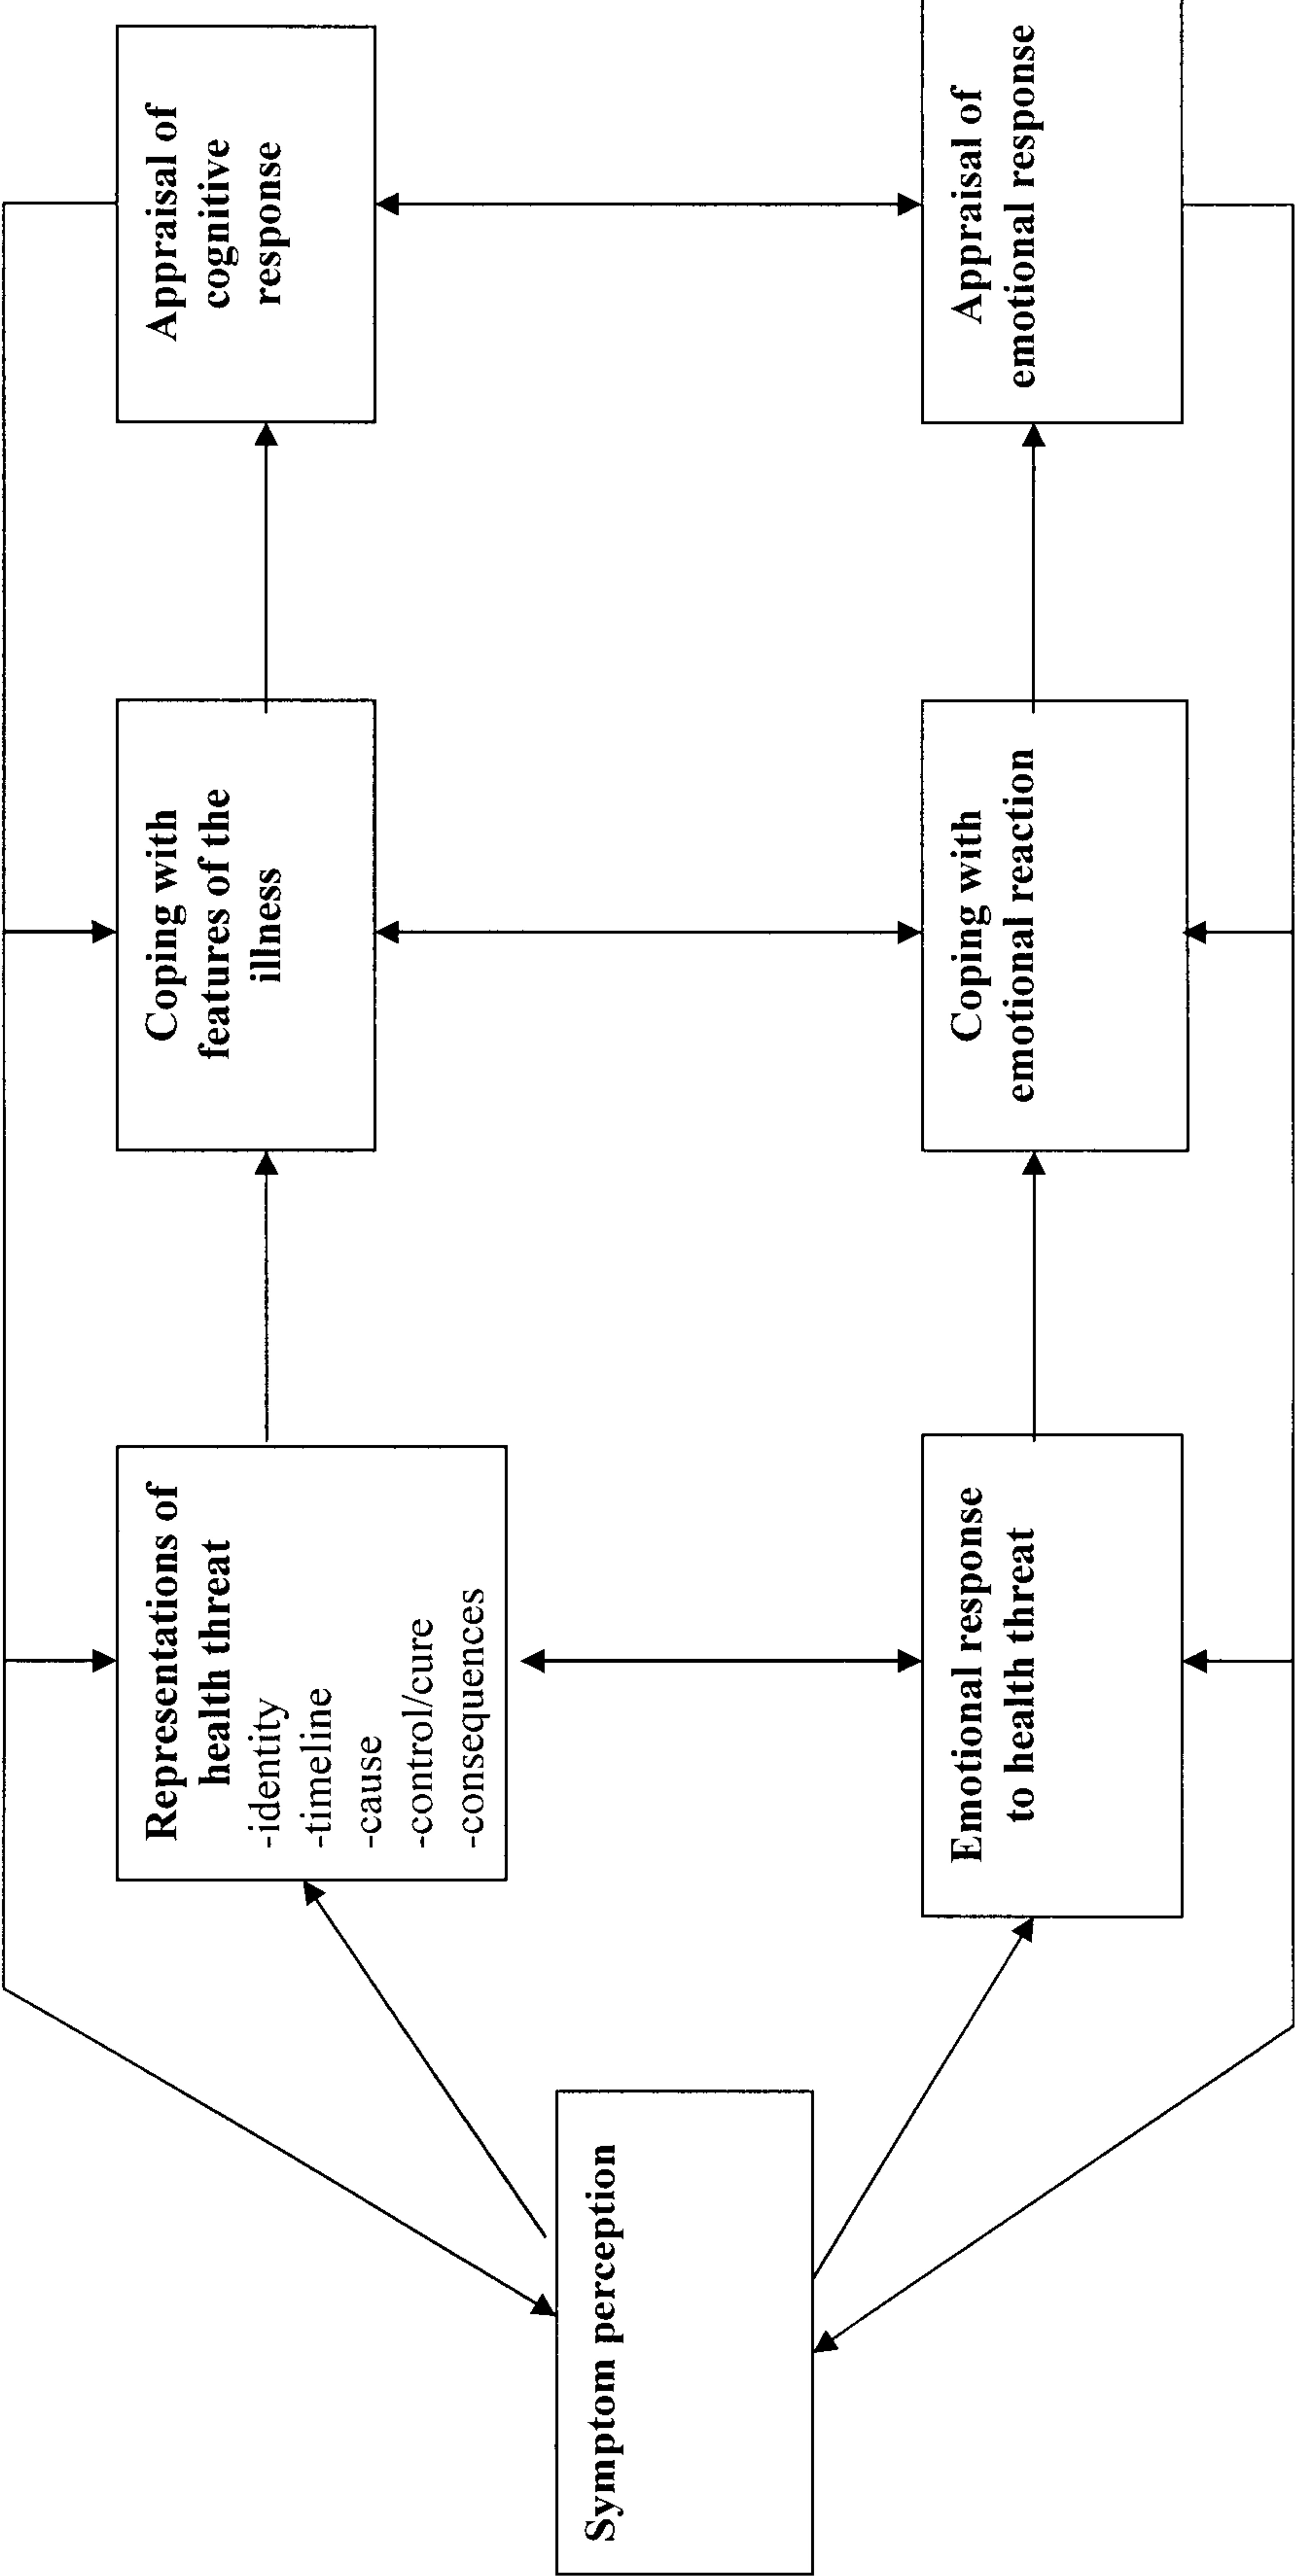 Symptom perception
Representations of
health threat
-identity
-timeline
-cause
-control/cure
-consequences
Emotional response
to health threat
Coping with
features of the
illness
Coping with
emotional reaction
Appraisal of
cognitive
response
Appraisal of
emotional response